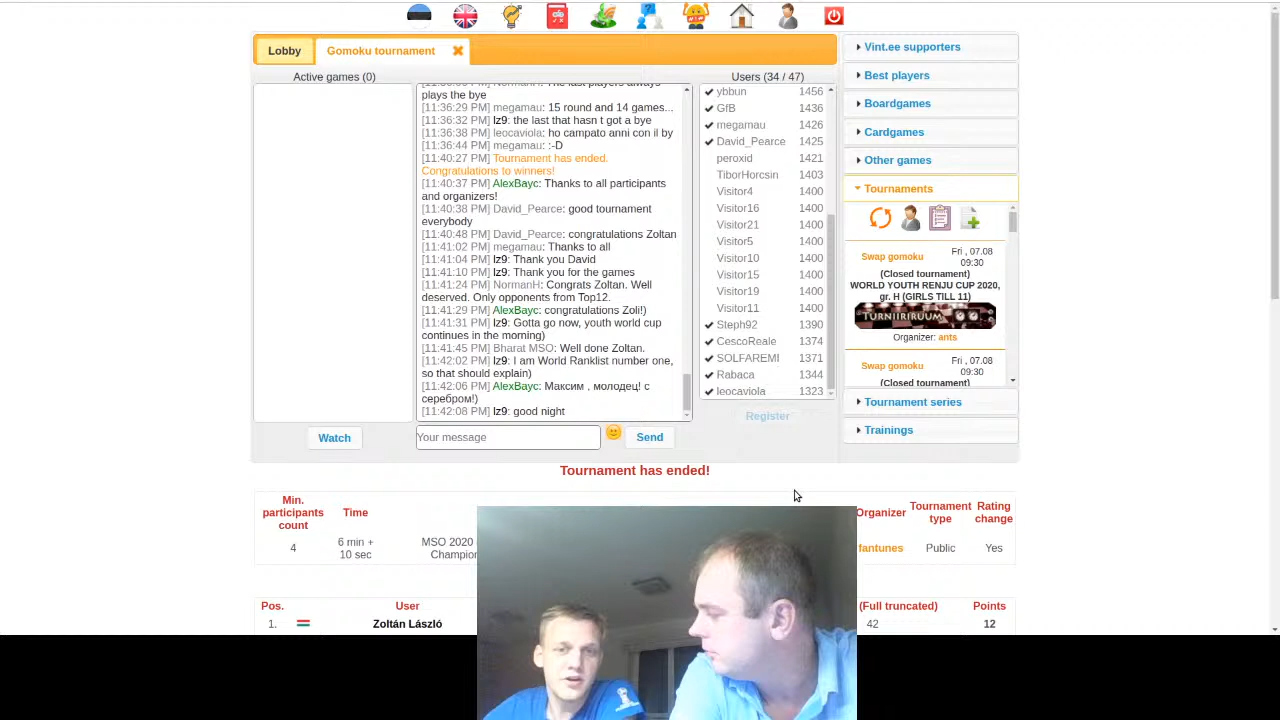 Lobby
Gomoku tournament
Active games (0)
Users (34 / 47)
plays the bye
[11:36:29 PM] megamau: 15 round and 14 games...
[11:36:32 PM] lz9: the last that hasn t got a bye
[11:36:38 PM] leocaviola: ho campato anni con il by
[11:36:44 PM] megamau: :-D
[11:40:27 PM] Tournament has ended.
Congratulations to winners!
[11:40:37 PM] AlexBayc: Thanks to all participants
and organizers!
[11:40:38 PM] David_Pearce: good tournament
everybody
[11:40:48 PM] David_Pearce: congratulations Zoltan
[11:41:02 PM] megamau: Thanks to all
[11:41:04 PM] lz9: Thank you David
[11:41:10 PM] lz9: Thank you for the games
[11:41:24 PM] NormanH: Congrats Zoltan. Well
deserved. Only opponents from Top12.
[11:41:29 PM] AlexBayc: congratulations Zoli!)
[11:41:31 PM] lz9: Gotta go now, youth world cup
continues in the morning)
[11:41:45 PM] Bharat MSO: Well done Zoltan.
[11:42:02 PM] lz9: I am World Ranklist number one,
so that should explain)
[11:42:06 PM] AlexBayc: Максим , молодец! с
серебром!)
[11:42:08 PM] lz9: good night
ybbun 1456
GfB 1436
megamau 1426
David_Pearce 1425
peroxid 1421
TiborHorcsin 1403
Visitor4 1400
Visitor16 1400
Visitor21 1400
Visitor5 1400
Visitor10 1400
Visitor15 1400
Visitor19 1400
Visitor11 1400
Steph92 1390
CescoReale 1374
SOLFAREMI 1371
Rabaca 1344
leocaviola 1323
Register
Watch
Your message
Send
Vint.ee supporters
Best players
Boardgames
Cardgames
Other games
Tournaments
Swap gomoku
Fri , 07.08
09:30
(Closed tournament)
WORLD YOUTH RENJU CUP 2020,
gr. H (GIRLS TILL 11)
TURNIIRIRUUM
Organizer: ants
Swap gomoku
Fri , 07.08
09:30
(Closed tournament)
Tournament series
Trainings
Tournament has ended!
Min.
participants
count
Time
Organizer
Tournament
type
Rating
change
4
6 min +
10 sec
MSO 2020
Champion
fantunes
Public
Yes
Pos.
User
(Full truncated)
Points
1.
Zoltán László
42
12